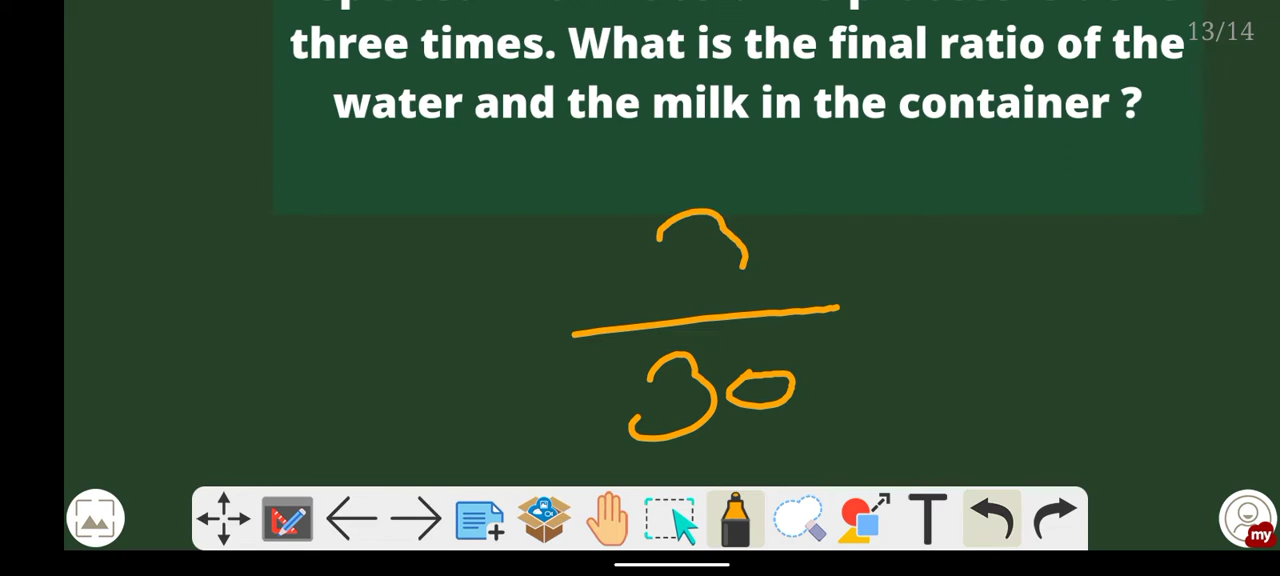 three times. What is the final ratio of the
13/14
water and the milk in the container ?
30
T
my